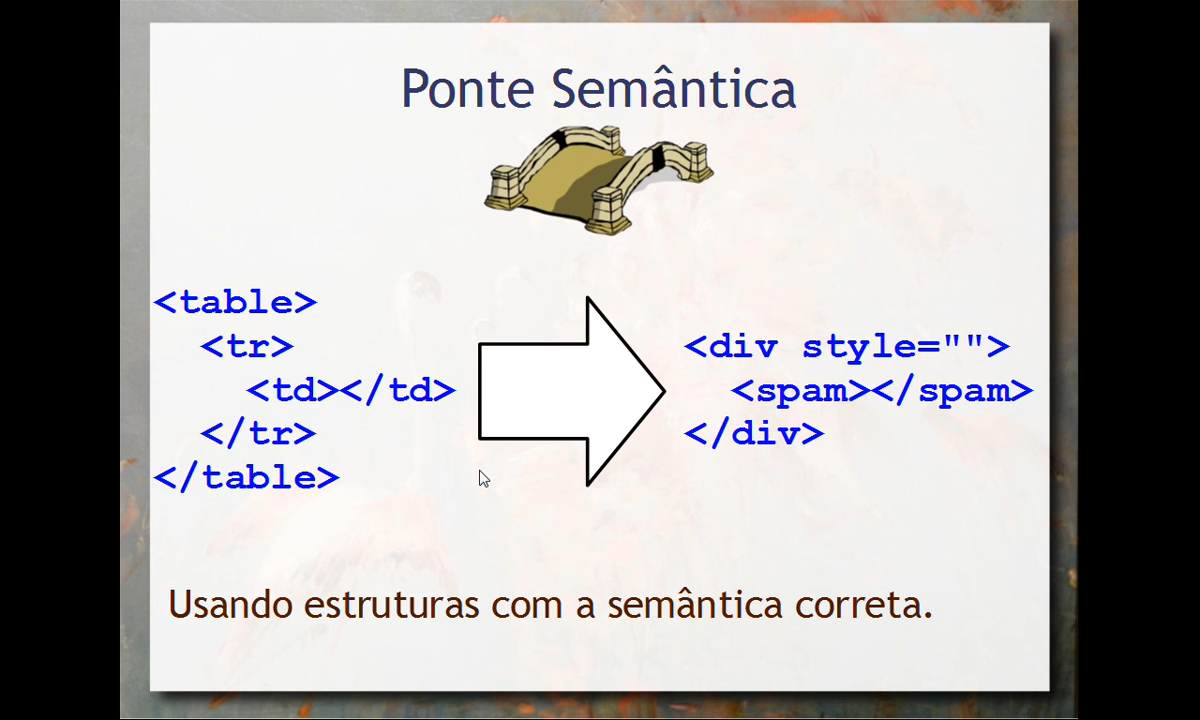 Ponte Semântica
<table>
<tr>
<td></td>
</tr>
</table>
<div style="">
<spam></spam>
</div>
Usando estruturas com a semântica correta.